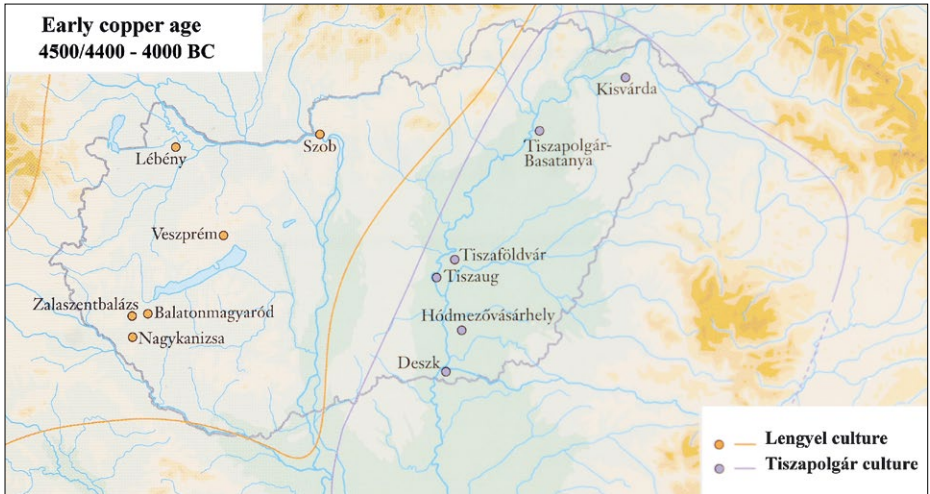 Early copper age
4500/4400 - 4000 BC
Kisvárda
Tiszapolgár-
Basatanya
Szob
Lébény
Veszprém
Tiszaföldvár
Tiszaug
Zalaszentbalázs
Balatonmagyaród
Nagykanizsa
Hódmezővásárhely
Deszk
Lengyel culture
Tiszapolgár culture